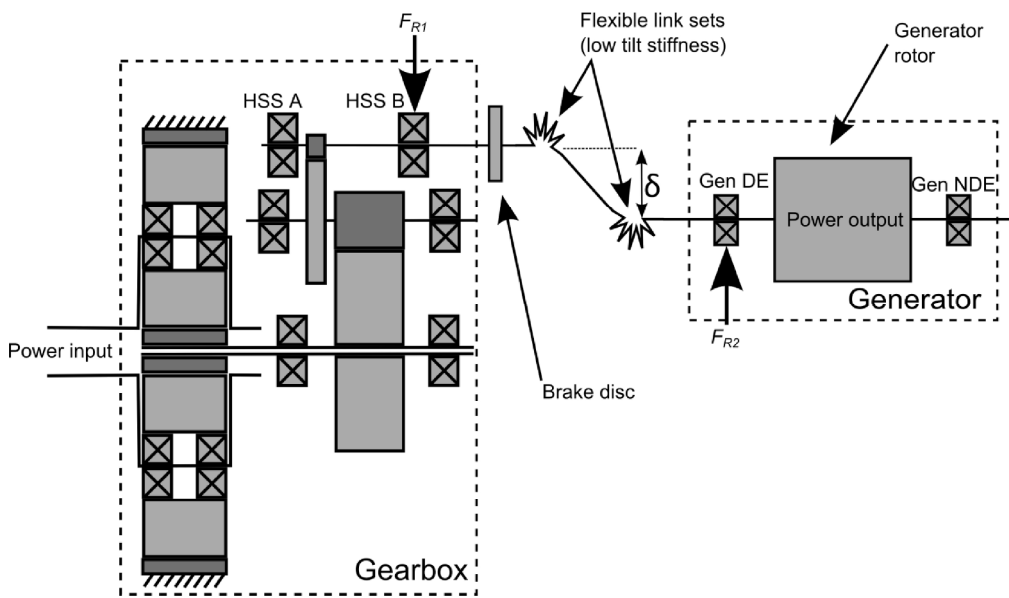 F_R1
Flexible link sets
(low tilt stiffness)
Generator
rotor
HSS A
HSS B
δ
Gen DE
Gen NDE
Power output
Generator
Power input
F_R2
Brake disc
Gearbox